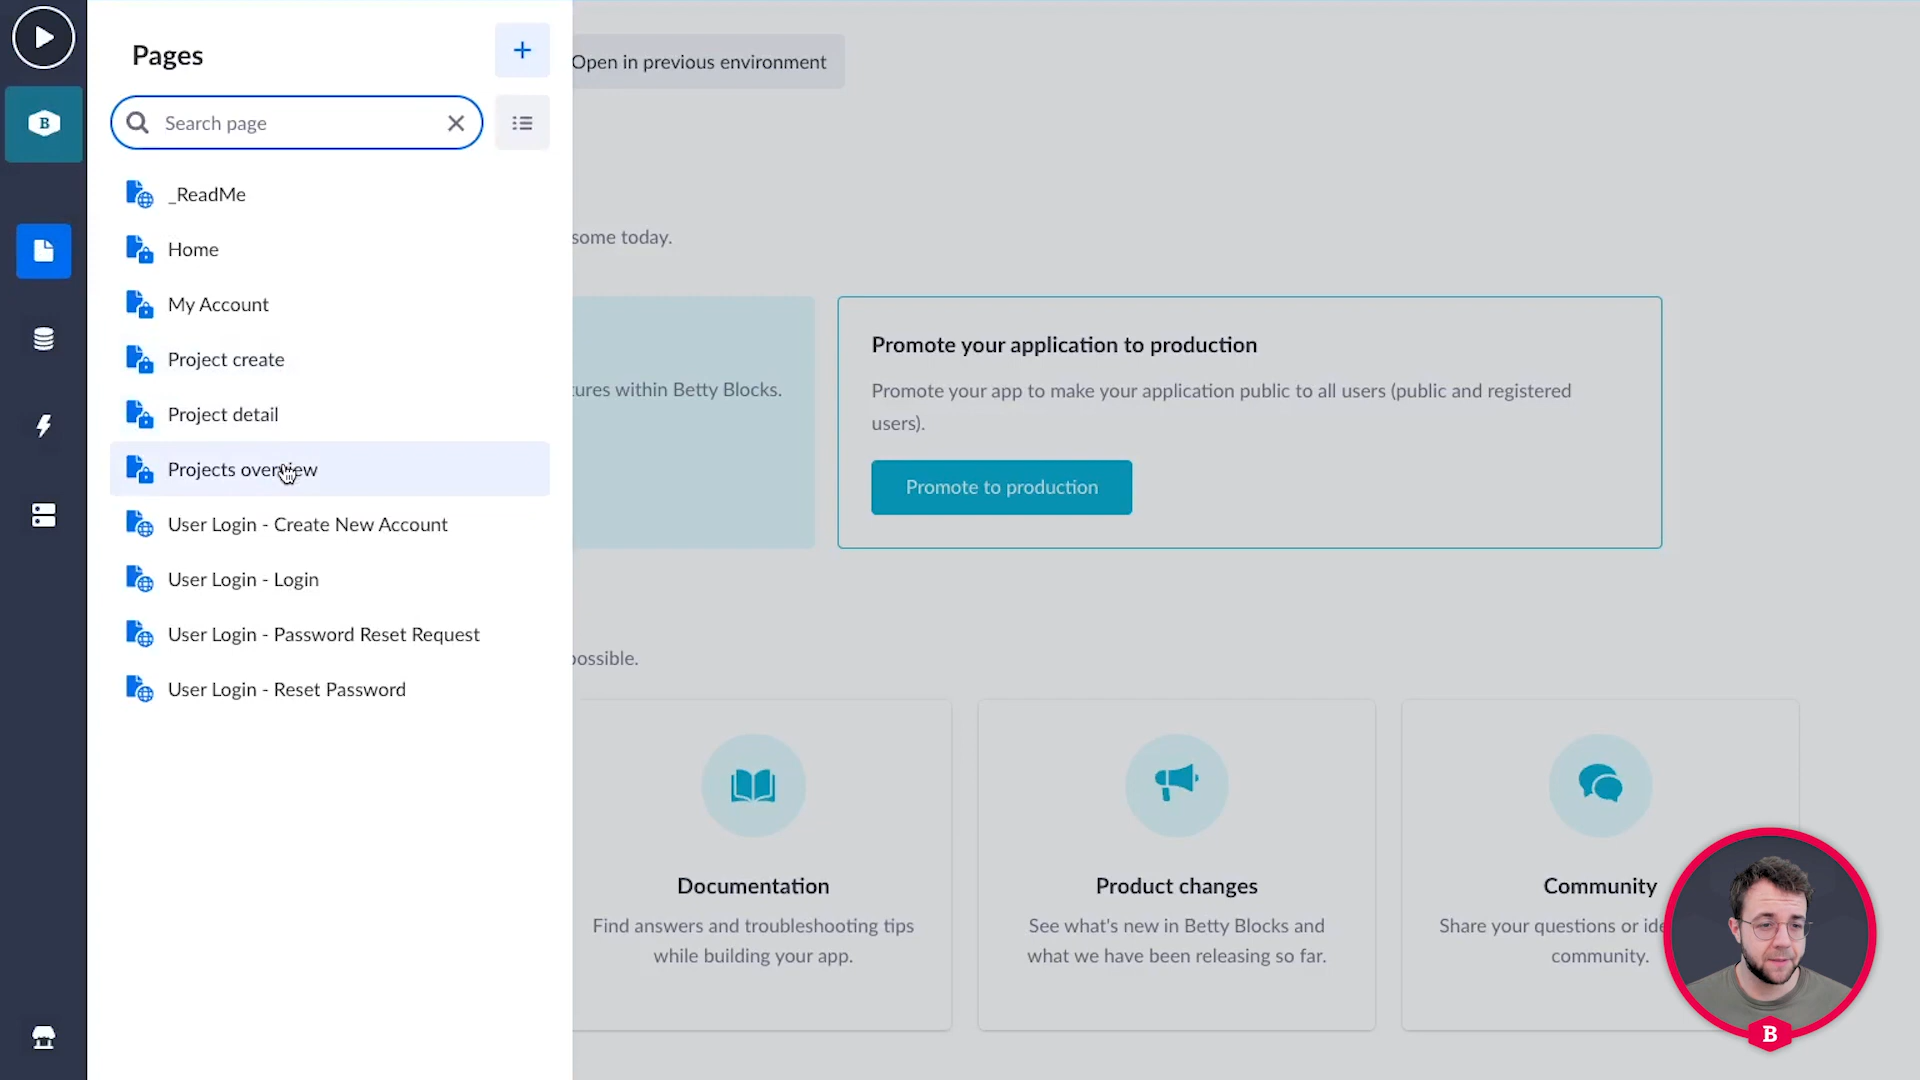 Pages
Open in previous environment
B
Search page
_ReadMe
Home
My Account
Project create
Project detail
Projects overview
User Login - Create New Account
User Login - Login
User Login - Password Reset Request
User Login - Reset Password
some today.
tures within Betty Blocks.
Promote your application to production
Promote your app to make your application public to all users (public and registered
users).
Promote to production
possible.
Documentation
Find answers and troubleshooting tips
while building your app.
Product changes
See what's new in Betty Blocks and
what we have been releasing so far.
Community
Share your questions or ide
community.
B